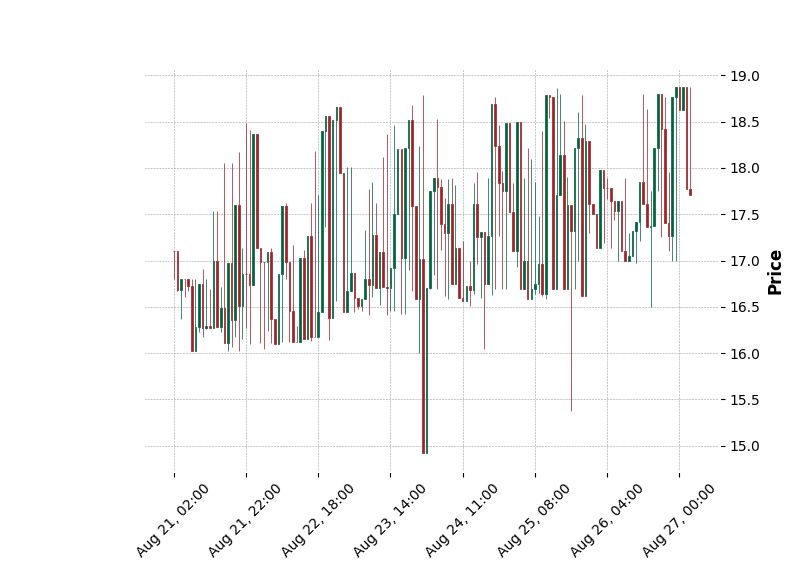 19.0
18.5
18.0
17.5
17.0
16.5
16.0
15.5
15.0
Price
Aug 21, 02:00
Aug 21, 22:00
Aug 22, 18:00
Aug 23, 14:00
Aug 24, 11:00
Aug 25, 08:00
Aug 26, 04:00
Aug 27, 00:00